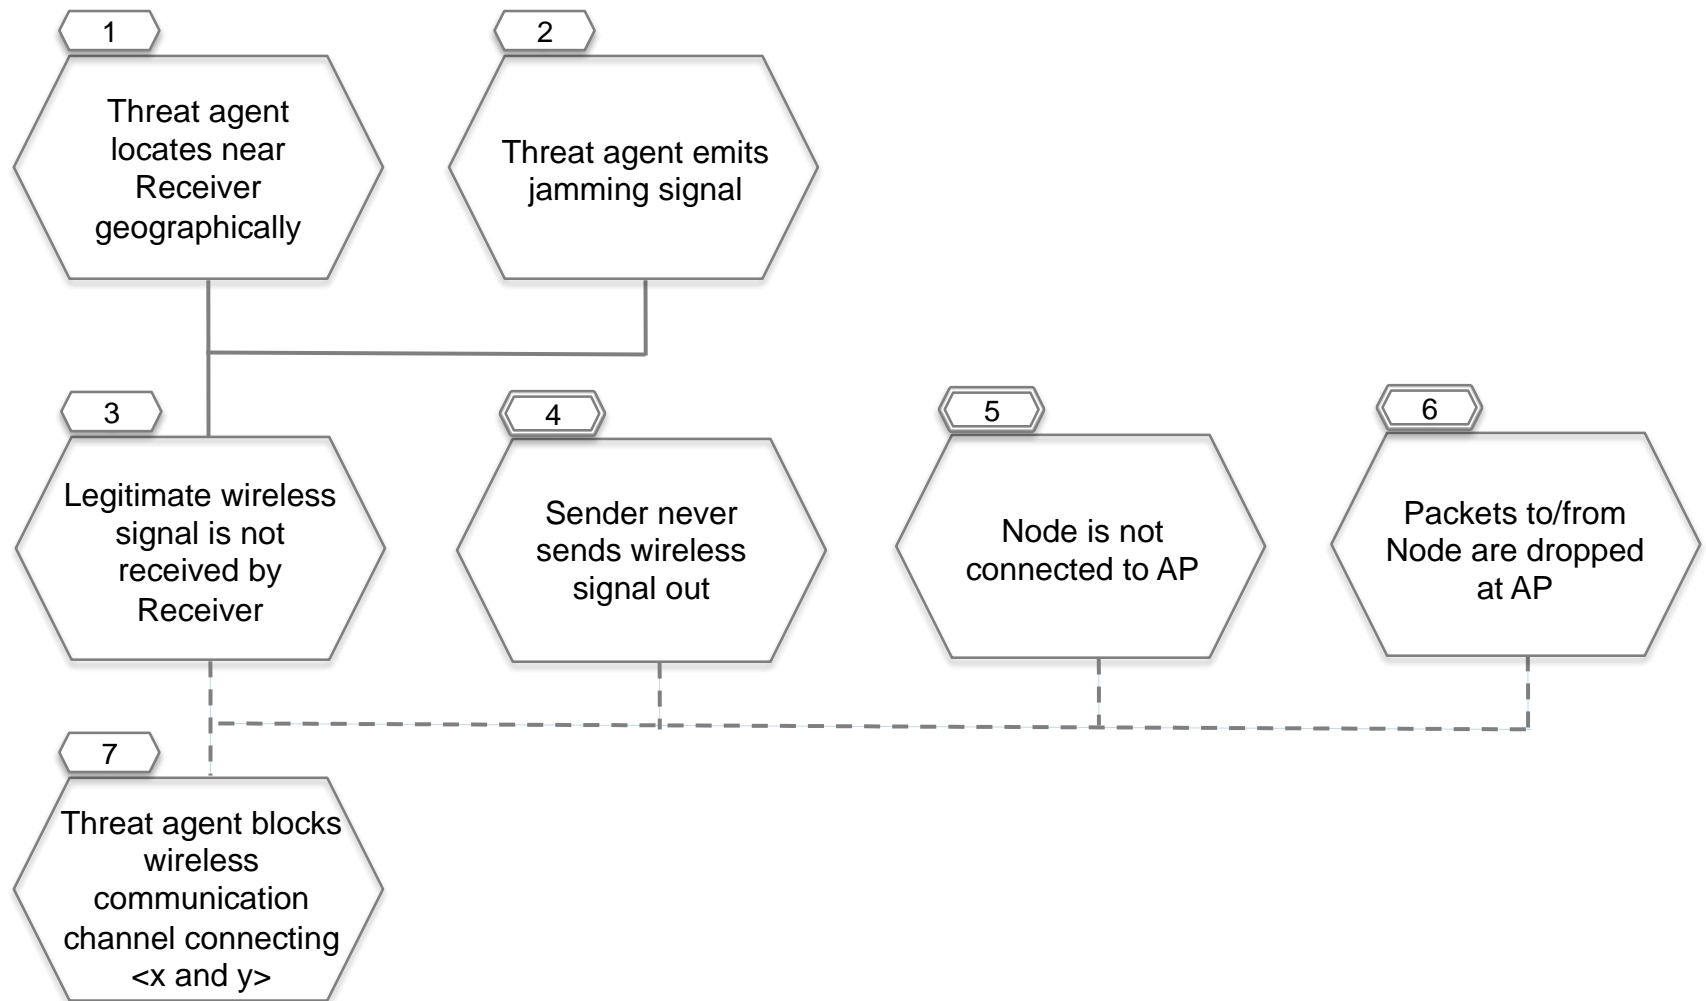 1
Threat agent
locates near
Receiver
geographically
2
Threat agent emits
jamming signal
3
Legitimate wireless
signal is not
received by
Receiver
4
Sender never
sends wireless
signal out
5
Node is not
connected to AP
6
Packets to/from
Node are dropped
at AP
7
Threat agent blocks
wireless
communication
channel connecting
<x and y>